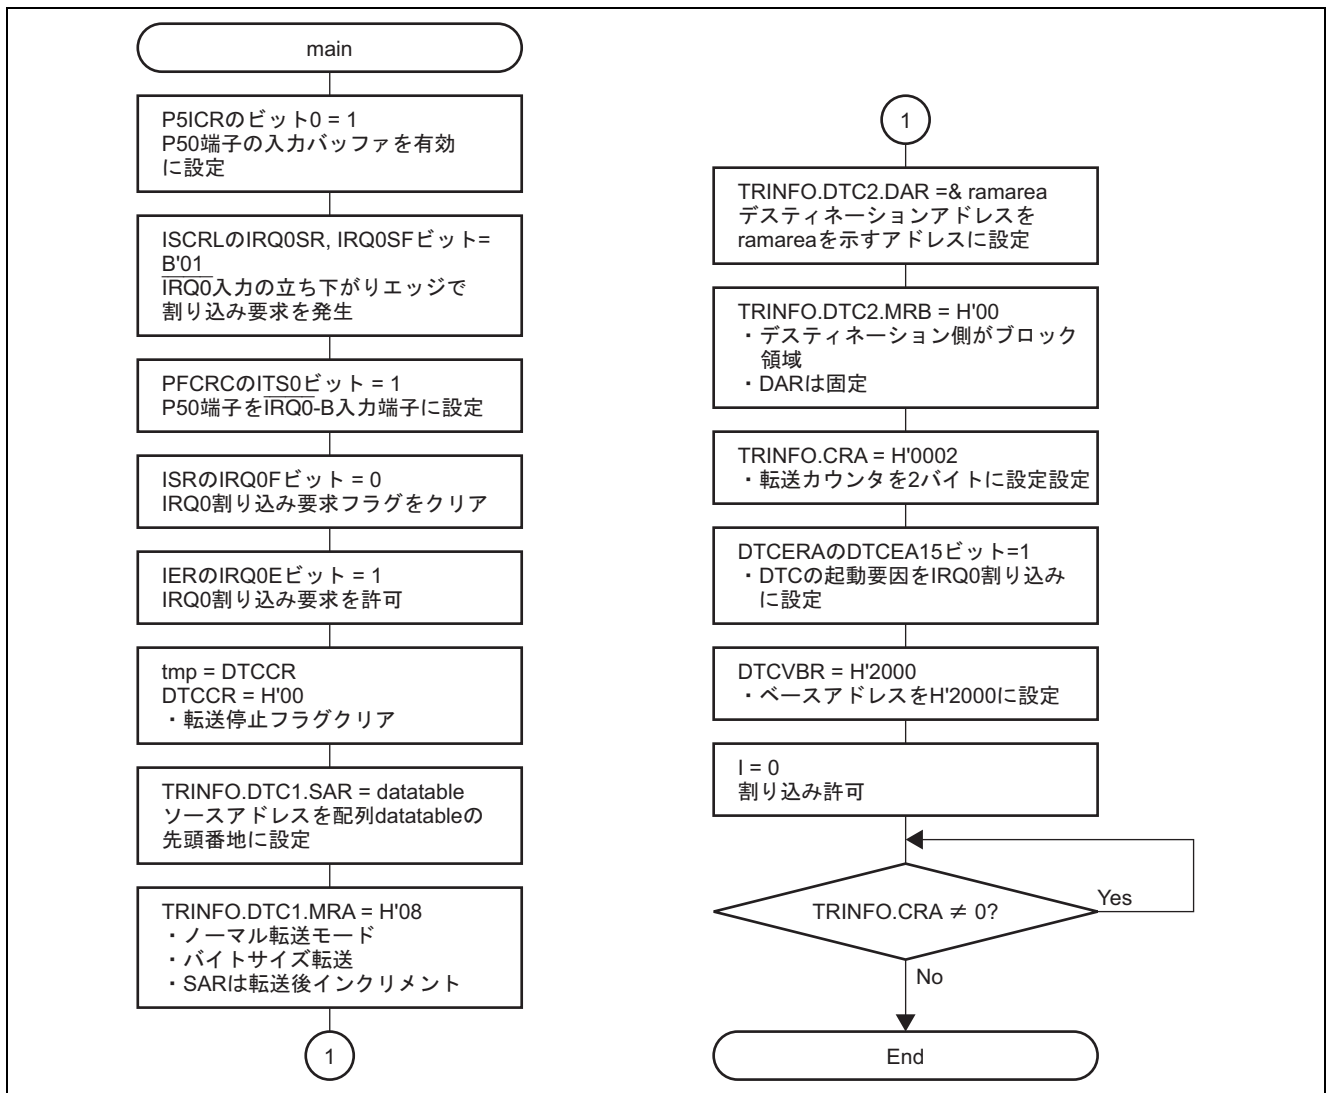 main
P5ICRのビット0 = 1
P50端子の入力バッファを有効
に設定
ISCRLのIRQ0SR, IRQ0SFビット=
B'01
IRQ0入力の立ち下がりエッジで
割り込み要求を発生
PFCRCのITS0ビット = 1
P50端子をIRQ0-B入力端子に設定
ISRのIRQ0Fビット = 0
IRQ0割り込み要求フラグをクリア
IERのIRQ0Eビット = 1
IRQ0割り込み要求を許可
tmp = DTCCR
DTCCR = H'00
・転送停止フラグクリア
TRINFO.DTC1.SAR = datatable
ソースアドレスを配列datatableの
先頭番地に設定
TRINFO.DTC1.MRA = H'08
・ノーマル転送モード
・バイトサイズ転送
・SARは転送後インクリメント
1
1
TRINFO.DTC2.DAR =& ramarea
デスティネーションアドレスを
ramareaを示すアドレスに設定
TRINFO.DTC2.MRB = H'00
・デスティネーション側がブロック
領域
・DARは固定
TRINFO.CRA = H'0002
・転送カウンタを2バイトに設定設定
DTCERAのDTCEA15ビット=1
・DTCの起動要因をIRQ0割り込み
に設定
DTCVBR = H'2000
・ベースアドレスをH'2000に設定
I = 0
割り込み許可
TRINFO.CRA ≠ 0?
Yes
No
End